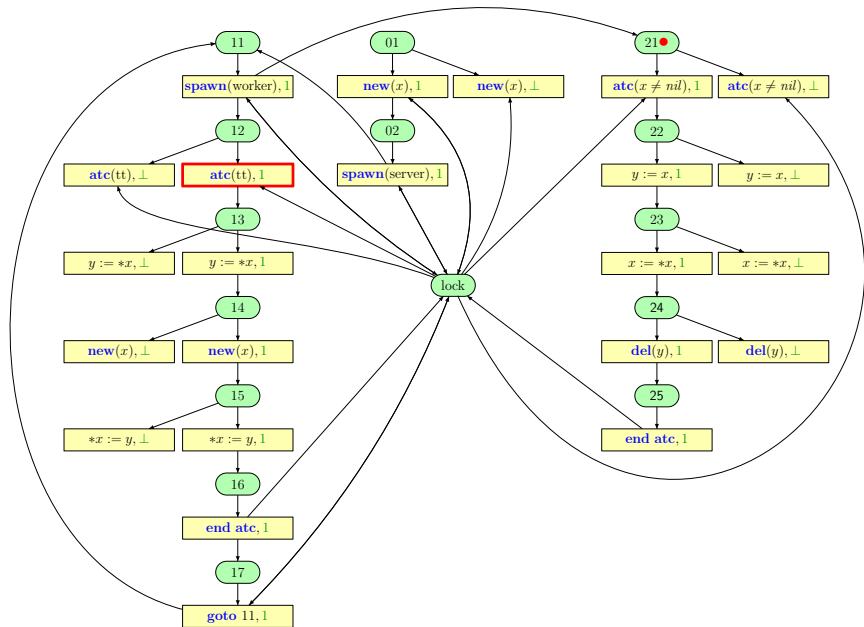 11
01
21
spawn(worker), 1
new(x), 1
new(x), ⊥
atc(x ≠ nil), 1
atc(x ≠ nil), ⊥
12
02
22
atc(tt), ⊥
atc(tt), 1
spawn(server), 1
y := x, 1
y := x, ⊥
13
23
y := *x, ⊥
y := *x, 1
x := *x, 1
x := *x, ⊥
lock
14
24
new(x), ⊥
new(x), 1
del(y), 1
del(y), ⊥
15
25
*x := y, ⊥
*x := y, 1
end atc, 1
16
end atc, 1
17
goto 11, 1